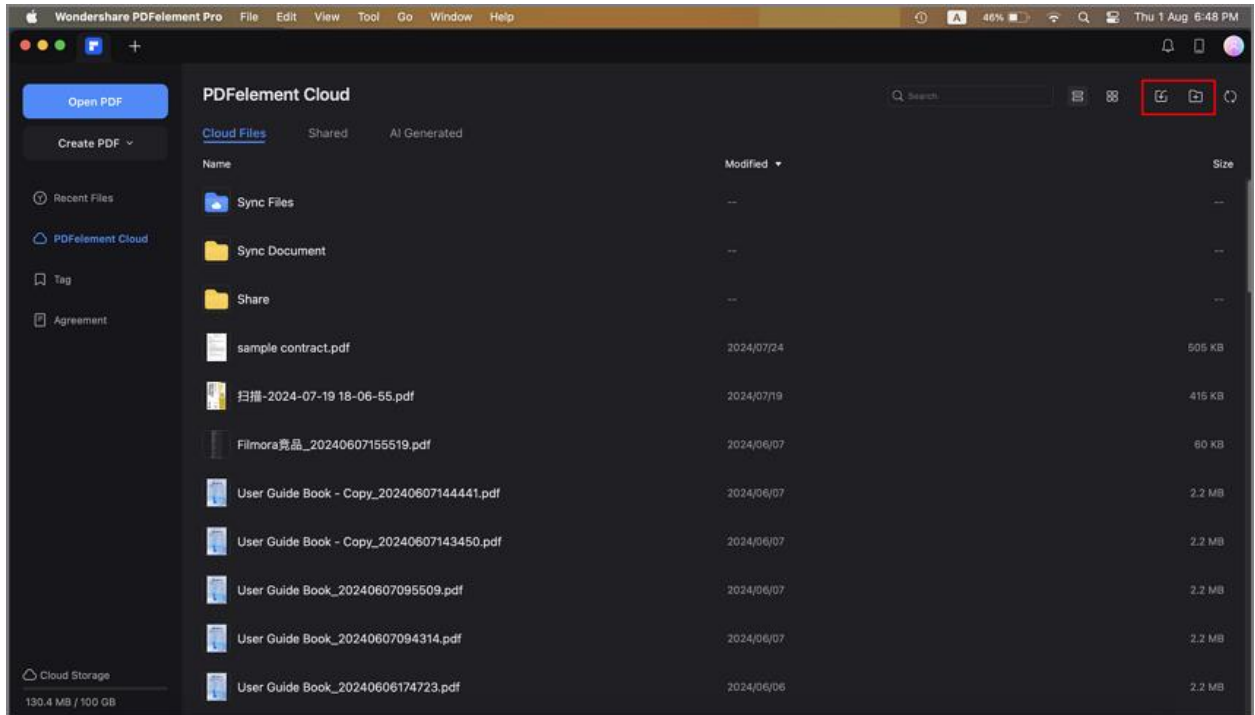 Wondershare PDFelement Pro File Edit View Tool Go Window Help A 46% Thu 1 Aug 6:48 PM
Open PDF
Create PDF
Recent Files
PDFelement Cloud
Tag
Agreement
Cloud Storage
130.4 MB / 100 GB
PDFelement Cloud
Search
Cloud Files Shared AI Generated
Name Modified Size
Sync Files -- --
Sync Document -- --
Share -- --
sample contract.pdf 2024/07/24 505 KB
扫描-2024-07-19 18-06-55.pdf 2024/07/19 415 KB
Filmora竞品_20240607155519.pdf 2024/06/07 60 KB
User Guide Book - Copy_20240607144441.pdf 2024/06/07 2.2 MB
User Guide Book - Copy_20240607143450.pdf 2024/06/07 2.2 MB
User Guide Book_20240607095509.pdf 2024/06/07 2.2 MB
User Guide Book_20240607094314.pdf 2024/06/07 2.2 MB
User Guide Book_20240606174723.pdf 2024/06/06 2.2 MB